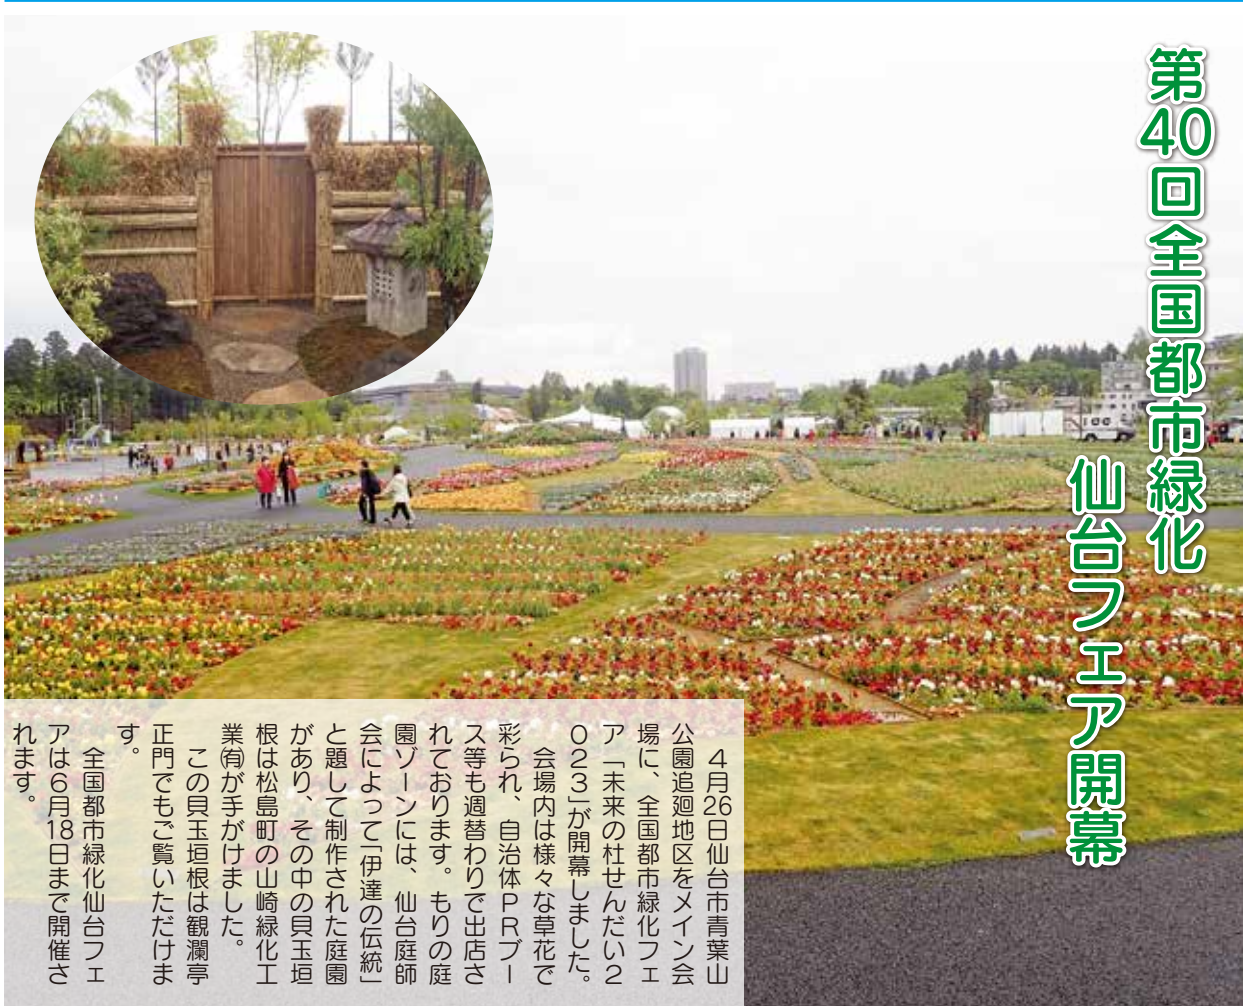 第40回全国都市緑化
仙台フェア開幕
　4月26日仙台市青葉山
公園追廻地区をメイン会
場に、全国都市緑化フェ
ア「未来の杜せんだい2
023」が開幕しました。
　会場内は様々な草花で
彩られ、自治体PRブー
ス等も週替わりで出店さ
れております。もりの庭
園ゾーンには、仙台庭師
会によって「伊達の伝統」
と題して制作された庭園
があり、その中の貝玉垣
根は松島町の山崎緑化工
業㈲が手がけました。
　この貝玉垣根は観瀾亭
正門でもご覧いただけま
す。
　全国都市緑化仙台フェ
アは6月18日まで開催さ
れます。